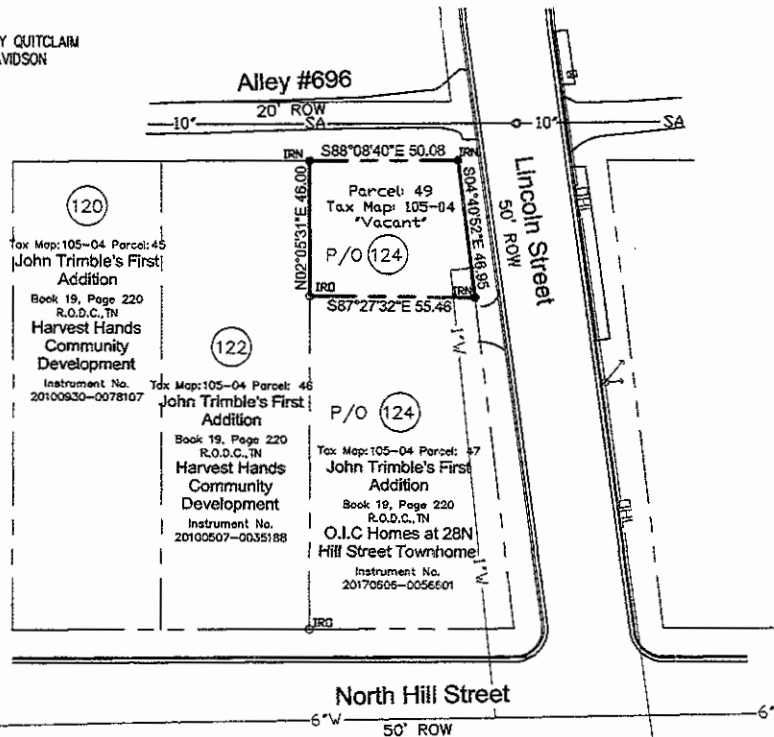 Y QUITCLAIM
AVIDSON
Alley #696
20' ROW
10" SA
10" SA
IRN
S88°08'40"E 50.08
IRN
N02°05'31"E 46.00
Parcel: 49
Tax Map: 105-04
"Vacant"
P/O 124
S04°40'52"E 46.95
Lincoln Street
50' ROW
OHL
IRO
S87°27'32"E 55.46
IRN
120
Tax Map:105-04 Parcel:45
John Trimble's First
Addition
Book 19, Page 220
R.O.D.C.,TN
Harvest Hands
Community
Development
Instrument No.
20100930-0078107
122
Tax Map:105-04 Parcel: 46
John Trimble's First
Addition
Book 19, Page 220
R.O.D.C.,TN
Harvest Hands
Community
Development
Instrument No.
20100507-0035188
P/O 124
Tax Map:105-04 Parcel: 47
John Trimble's First
Addition
Book 19, Page 220
R.O.D.C.,TN
O.I.C Homes at 28N
Hill Street Townhome
Instrument No.
20170606-0056601
1"W
1"W
OHL
IRO
North Hill Street
6"W
50' ROW
6"